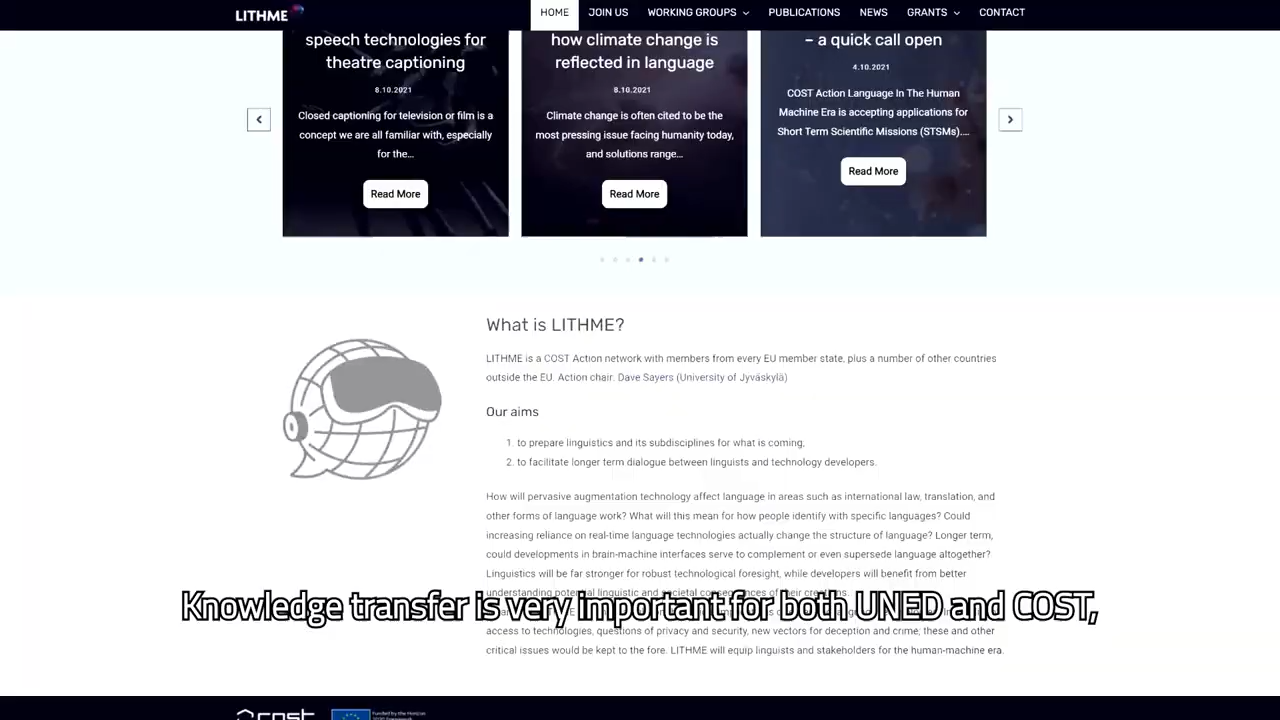 LITHME
HOME JOIN US WORKING GROUPS PUBLICATIONS NEWS GRANTS CONTACT
speech technologies for
theatre captioning
8.10.2021
Closed captioning for television or film is a
concept we are all familiar with, especially
for the...
Read More
how climate change is
reflected in language
8.10.2021
Climate change is often cited to be the
most pressing issue facing humanity today,
and solutions range...
Read More
– a quick call open
4.10.2021
COST Action Language In The Human
Machine Era is accepting applications for
Short Term Scientific Missions (STSMs)....
Read More
What is LITHME?
LITHME is a COST Action network with members from every EU member state, plus a number of other countries
outside the EU. Action chair: Dave Sayers (University of Jyväskylä)
Our aims
1. to prepare linguistics and its subdisciplines for what is coming,
2. to facilitate longer term dialogue between linguists and technology developers.
How will pervasive augmentation technology affect language in areas such as international law, translation, and
other forms of language work? What will this mean for how people identify with specific languages? Could
increasing reliance on real-time language technologies actually change the structure of language? Longer term,
could developments in brain-machine interfaces serve to complement or even supersede language altogether?
Linguistics will be far stronger for robust technological foresight, while developers will benefit from better
understanding potential linguistic and societal consequences of their creations.
Knowledge transfer is very important for both UNED and COST,
access to technologies, questions of privacy and security, new vectors for deception and crime; these and other
critical issues would be kept to the fore. LITHME will equip linguists and stakeholders for the human-machine era.
cost
Funded by the Horizon